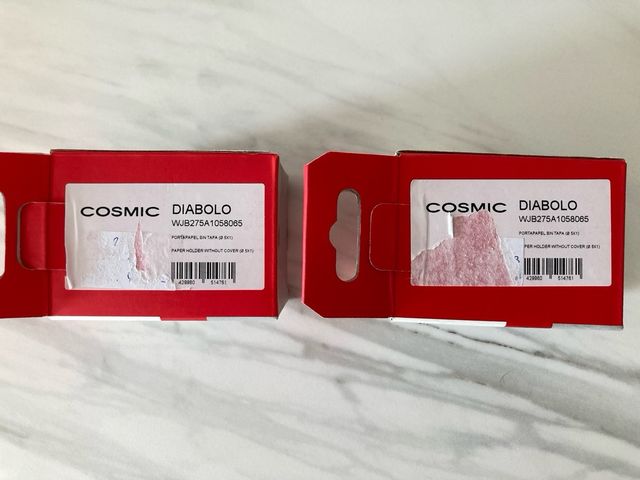 COSMIC DIABOLO
WJB275A1058065
PORTAPAPEL SIN TAPA (Ø 5X1)
PAPER HOLDER WITHOUT COVER (Ø 5X1)
?
429860 514761
COSMIC DIABOLO
WJB275A1058065
PORTAPAPEL SIN TAPA (Ø 5X1)
PAPER HOLDER WITHOUT COVER (Ø 5X1)
429860 514761